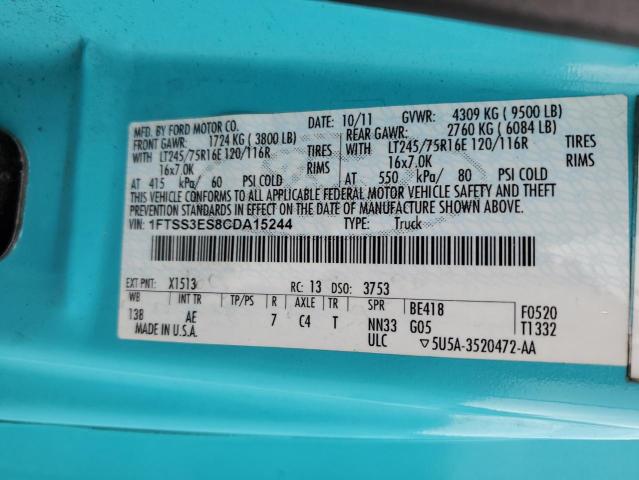 MFD. BY FORD MOTOR CO. DATE: 10/11 GVWR: 4309 KG ( 9500 LB)
FRONT GAWR: 1724 KG ( 3800 LB) REAR GAWR: 2760 KG ( 6084 LB)
WITH LT245/75R16E 120/116R TIRES WITH LT245/75R16E 120/116R TIRES
16x7.0K RIMS 16x7.0K RIMS
AT 415 kPa/ 60 PSI COLD AT 550 kPa/ 80 PSI COLD
THIS VEHICLE CONFORMS TO ALL APPLICABLE FEDERAL MOTOR VEHICLE SAFETY AND THEFT
PREVENTION STANDARDS IN EFFECT ON THE DATE OF MANUFACTURE SHOWN ABOVE.
VIN: 1FTSS3ES8CDA15244 TYPE: Truck
EXT PNT: X1513 RC: 13 DSO: 3753
WB INT TR TP/PS R AXLE TR SPR BE418 F0520
138 AE 7 C4 T NN33 G05 T1332
MADE IN U.S.A. ULC ▽5U5A-3520472-AA